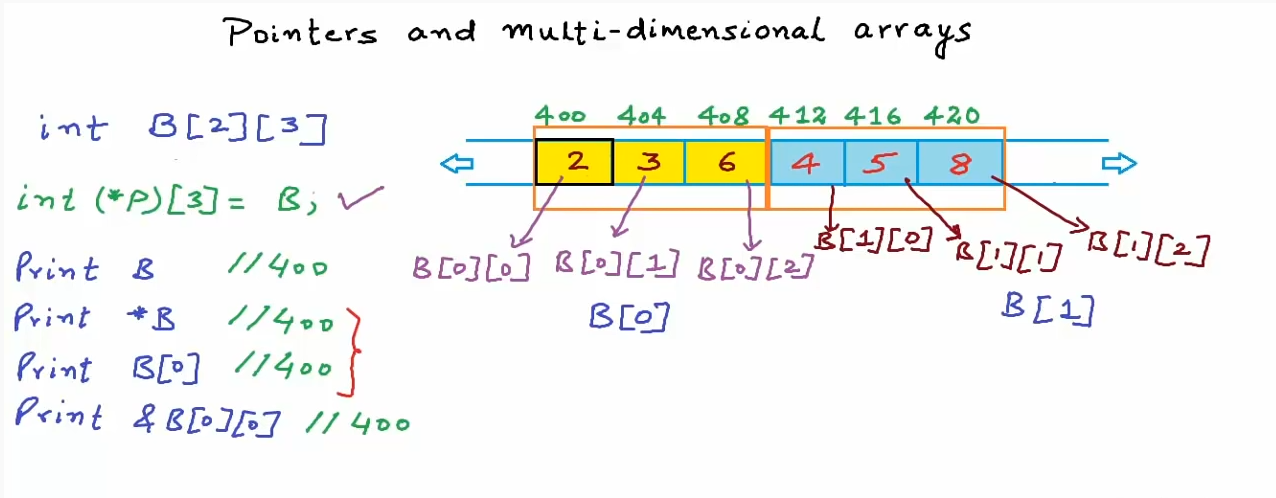 Pointers and multi-dimensional arrays
int B[2][3]
400 404 408 412 416 420
2 3 6 4 5 8
int (*P)[3] = B; ✓
B[0][0] B[0][1] B[0][2] B[1][0] B[1][1] B[1][2]
Print B //400
B[0] B[1]
Print *B //400
Print B[0] //400
Print &B[0][0] //400